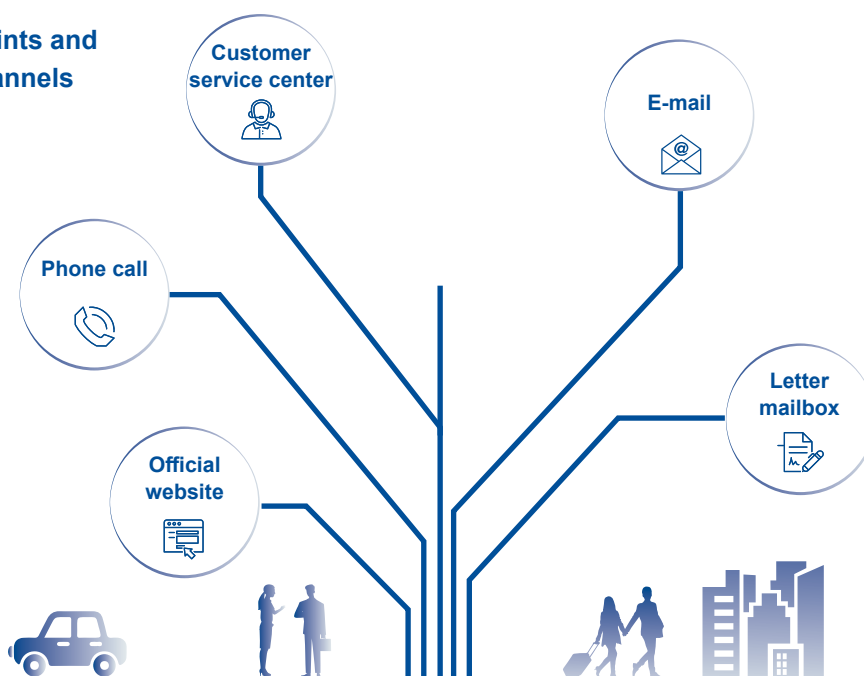 ints and
annels
Customer
service center
E-mail
@
Phone call
Letter
mailbox
Official
website